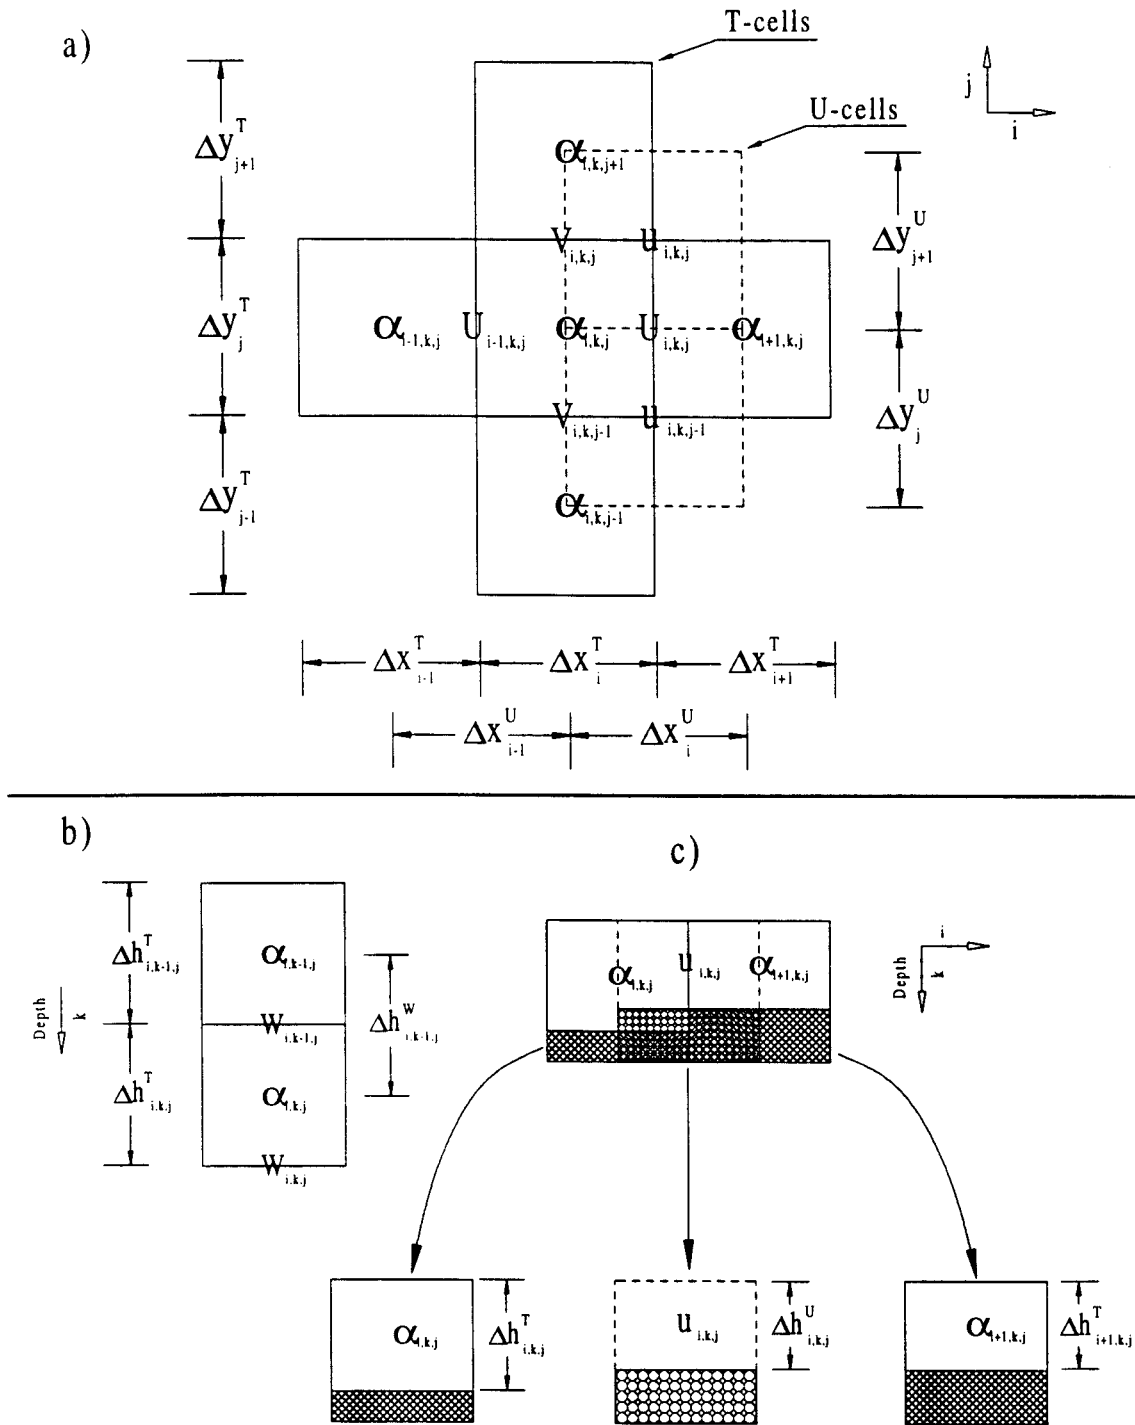 a)
T-cells
U-cells
j
i
Δy^T_{j+1}
α_{i,k,j+1}
V_{i,k,j} u_{i,k,j}
Δy^U_{j+1}
Δy^T_j
α_{i-1,k,j} U_{i-1,k,j} α_{i,k,j} U_{i,k,j} α_{i+1,k,j}
V_{i,k,j-1} u_{i,k,j-1}
Δy^U_j
Δy^T_{j-1}
α_{i,k,j-1}
Δx^T_{i-1} Δx^T_i Δx^T_{i+1}
Δx^U_{i-1} Δx^U_i
b)
Δh^T_{i,k-1,j}
α_{i,k-1,j}
Depth
k
W_{i,k-1,j}
Δh^W_{i,k-1,j}
Δh^T_{i,k,j}
α_{i,k,j}
W_{i,k,j}
c)
α_{i,k,j} u_{i,k,j} α_{i+1,k,j}
i
Depth
k
α_{i,k,j}
Δh^T_{i,k,j}
u_{i,k,j}
Δh^U_{i,k,j}
α_{i+1,k,j}
Δh^T_{i+1,k,j}